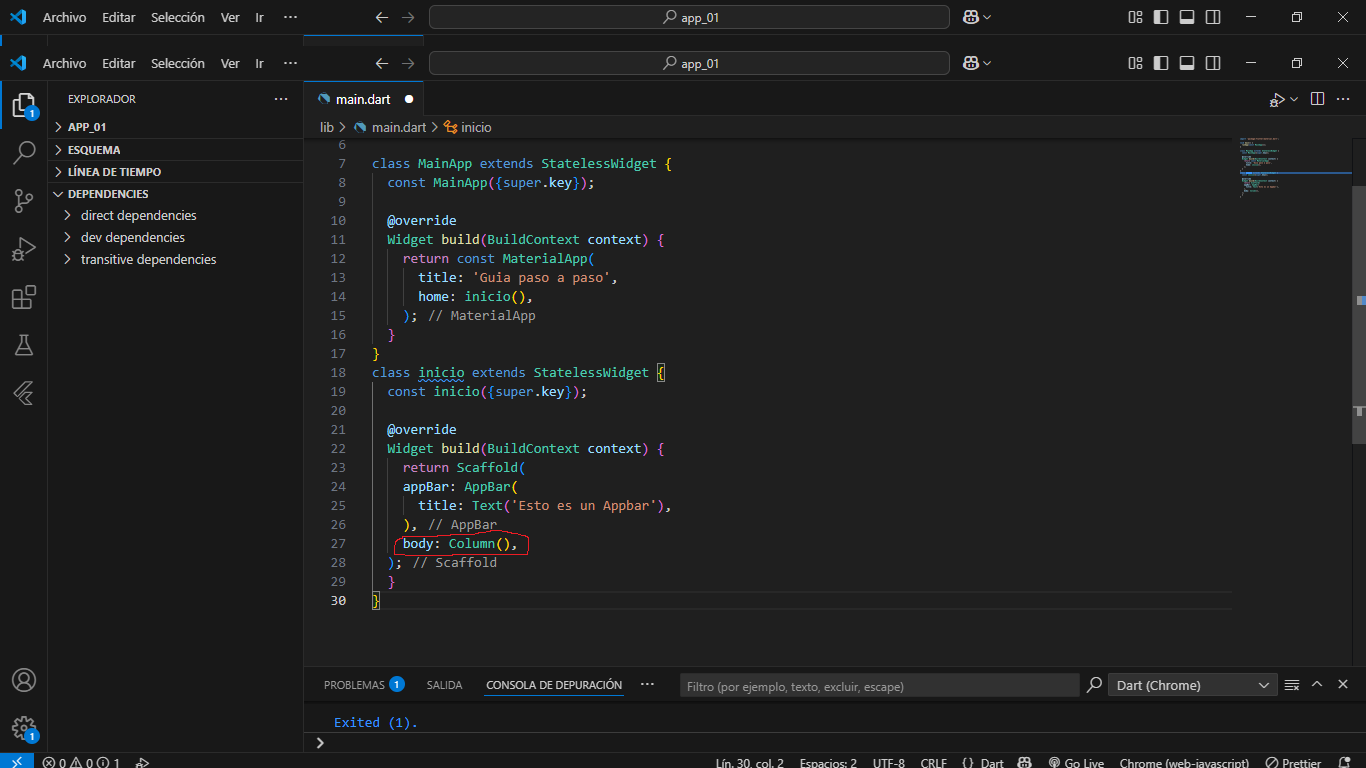 Archivo Editar Selección Ver Ir ··· app_01
Archivo Editar Selección Ver Ir ··· app_01
EXPLORADOR ···
APP_01
ESQUEMA
LÍNEA DE TIEMPO
DEPENDENCIES
direct dependencies
dev dependencies
transitive dependencies
1
1
main.dart
lib > main.dart > inicio
6
7 class MainApp extends StatelessWidget {
8 const MainApp({super.key});
9
10 @override
11 Widget build(BuildContext context) {
12 return const MaterialApp(
13 title: 'Guia paso a paso',
14 home: inicio(),
15 ); // MaterialApp
16 }
17 }
18 class inicio extends StatelessWidget {
19 const inicio({super.key});
20
21 @override
22 Widget build(BuildContext context) {
23 return Scaffold(
24 appBar: AppBar(
25 title: Text('Esto es un Appbar'),
26 ), // AppBar
27 body: Column(),
28 ); // Scaffold
29 }
30 }
PROBLEMAS 1 SALIDA CONSOLA DE DEPURACIÓN ··· Filtro (por ejemplo, texto, excluir, escape) Dart (Chrome)
Exited (1).
0 0 1 Lín. 30, col. 2 Espacios: 2 UTF-8 CRLF {} Dart Go Live Chrome (web-javascript) Prettier